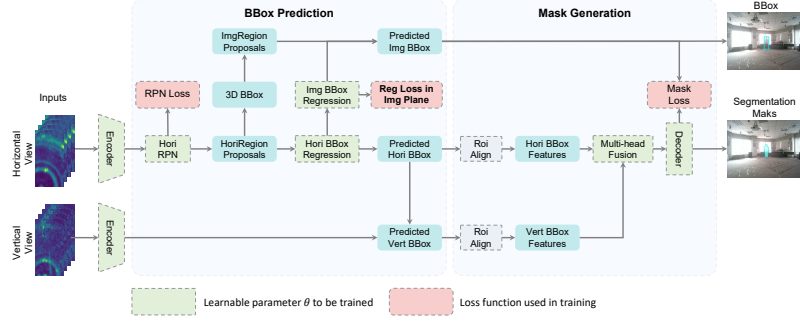 BBox Prediction
Mask Generation
BBox
ImgRegion
Proposals
Predicted
Img BBox
Inputs
RPN Loss
3D BBox
Img BBox
Regression
Reg Loss in
Img Plane
Mask
Loss
Segmentation
Maks
Horizontal
View
Encoder
Hori
RPN
HoriRegion
Proposals
Hori BBox
Regression
Predicted
Hori BBox
Roi
Align
Hori BBox
Features
Multi-head
Fusion
Decoder
Vertical
View
Encoder
Predicted
Vert BBox
Roi
Align
Vert BBox
Features
Learnable parameter θ to be trained
Loss function used in training